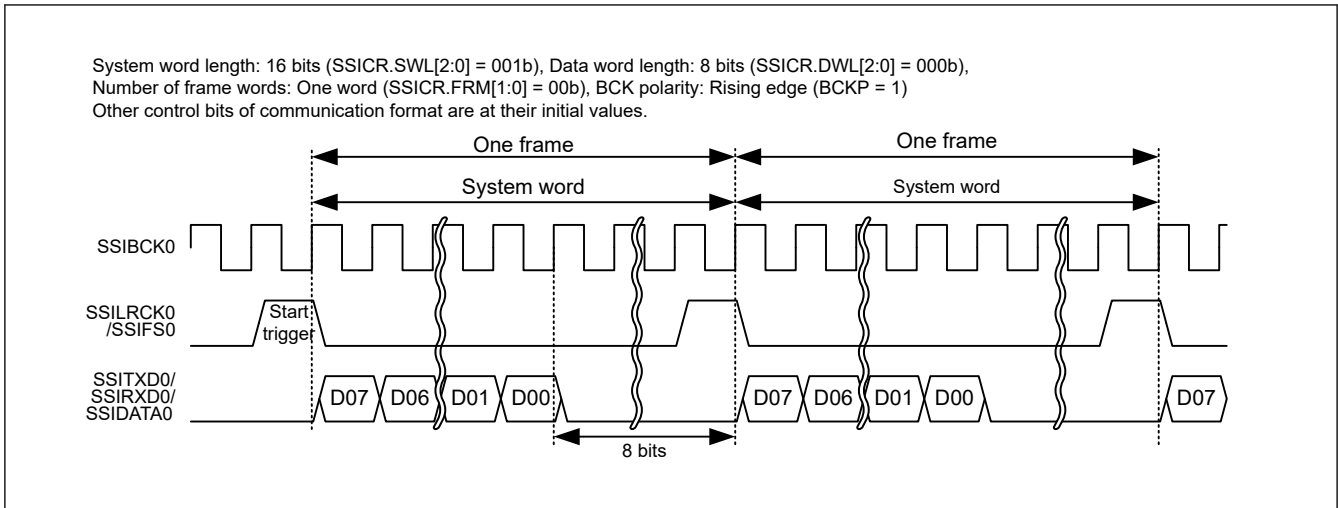 System word length: 16 bits (SSICR.SWL[2:0] = 001b), Data word length: 8 bits (SSICR.DWL[2:0] = 000b),
Number of frame words: One word (SSICR.FRM[1:0] = 00b), BCK polarity: Rising edge (BCKP = 1)
Other control bits of communication format are at their initial values.
One frame One frame
System word System word
SSIBCK0
SSILRCK0
/SSIFS0
Start
trigger
SSITXD0/
SSIRXD0/
SSIDATA0
D07 D06 D01 D00 D07 D06 D01 D00 D07
8 bits